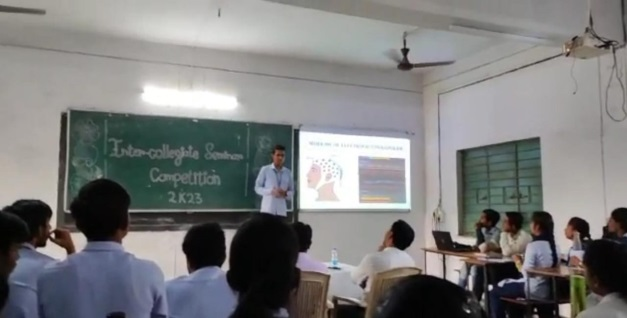 Inter-collegiate Seminar
Competition
2K23